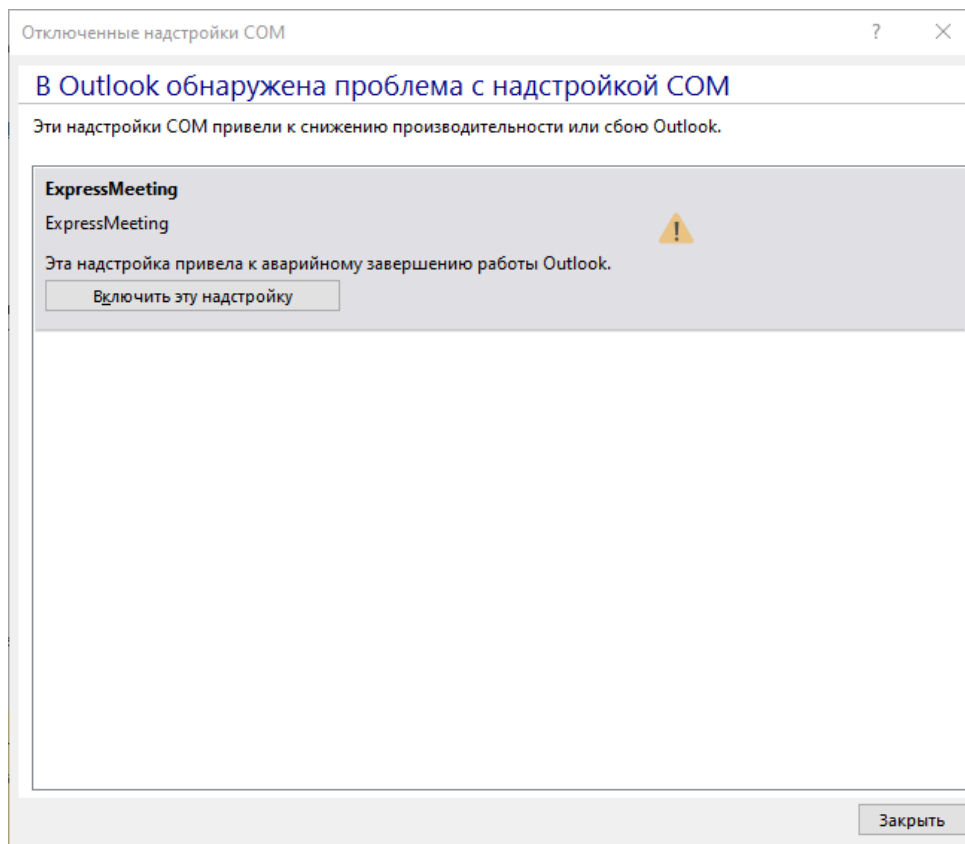 Отключенные надстройки COM
?
В Outlook обнаружена проблема с надстройкой COM
Эти надстройки COM привели к снижению производительности или сбою Outlook.
ExpressMeeting
ExpressMeeting
Эта надстройка привела к аварийному завершению работы Outlook.
Включить эту надстройку
Закрыть